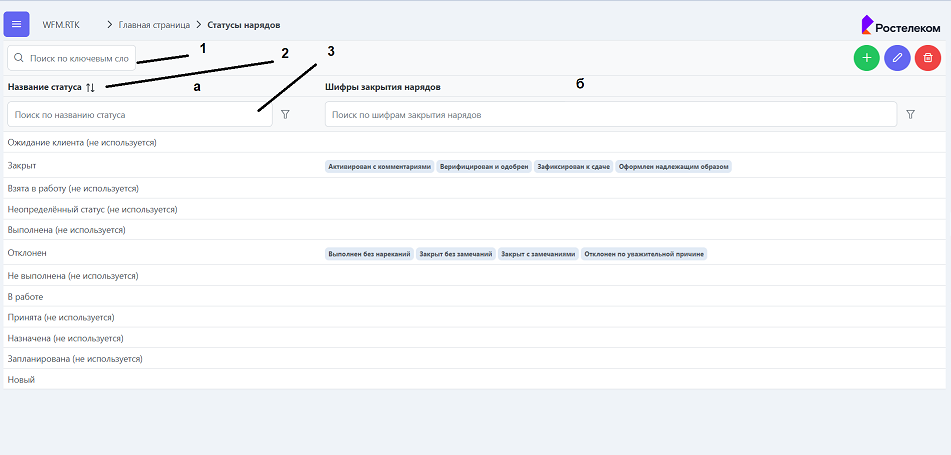 WFM.RTK > Главная страница > Статусы нарядов
Ростелеком
Поиск по ключевым сло
1
2
3
Название статуса
а
Шифры закрытия нарядов
б
Поиск по названию статуса
Поиск по шифрам закрытия нарядов
Ожидание клиента (не используется)
Закрыт
Активирован с комментариями Верифицирован и одобрен Зафиксирован к сдаче Оформлен надлежащим образом
Взята в работу (не используется)
Неопределённый статус (не используется)
Выполнена (не используется)
Отклонен
Выполнен без нареканий Закрыт без замечаний Закрыт с замечаниями Отклонен по уважительной причине
Не выполнена (не используется)
В работе
Принята (не используется)
Назначена (не используется)
Запланирована (не используется)
Новый